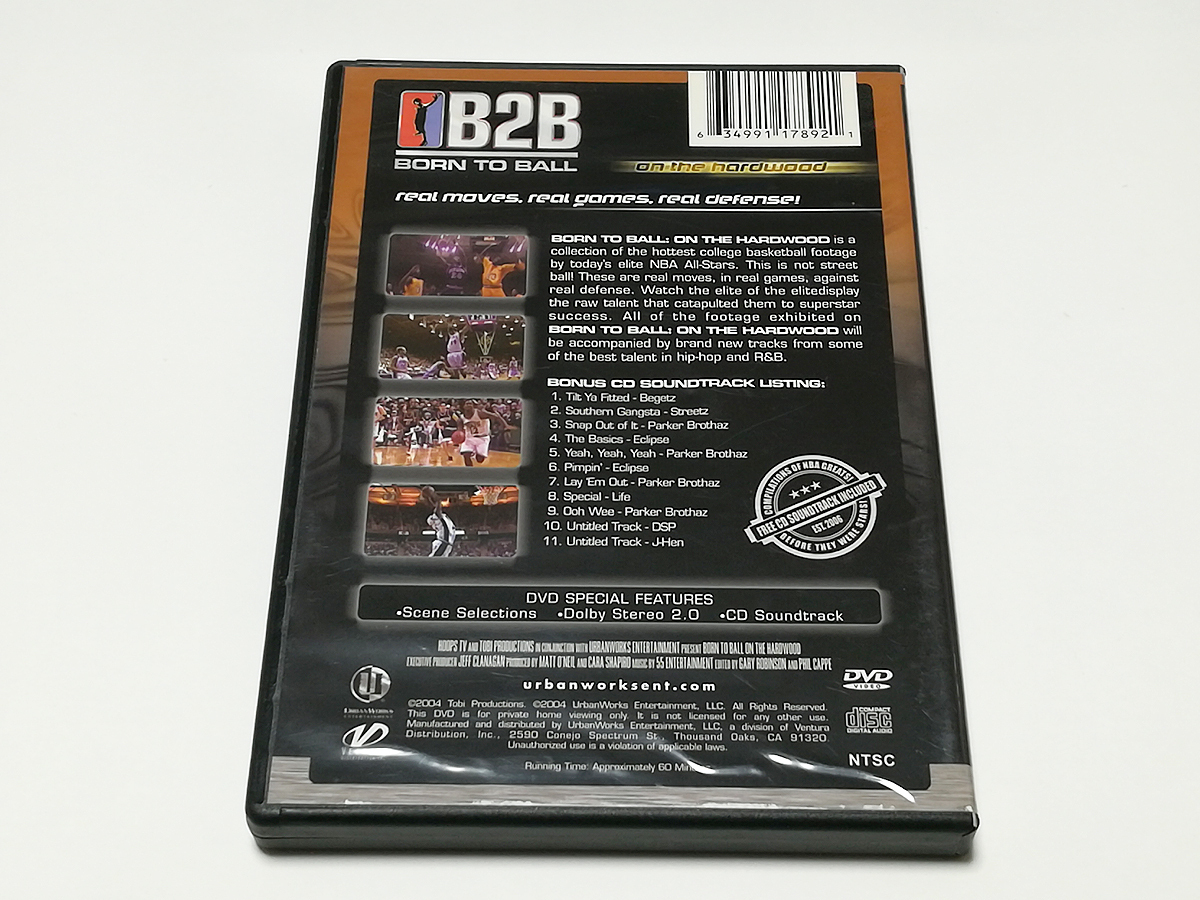 B2B
BORN TO BALL
6 34991 17892 1
on the hardwood
real moves, real games, real defense!
BORN TO BALL: ON THE HARDWOOD is a
collection of the hottest college basketball footage
by today's elite NBA All-Stars. This is not street
ball! These are real moves, in real games, against
real defense. Watch the elite of the elitedisplay
the raw talent that catapulted them to superstar
success. All of the footage exhibited on
BORN TO BALL: ON THE HARDWOOD will
be accompanied by brand new tracks from some
of the best talent in hip-hop and R&B.
BONUS CD SOUNDTRACK LISTING:
1. Tilt Ya Fitted - Begetz
2. Southern Gangsta - Streetz
3. Snap Out of It - Parker Brothaz
4. The Basics - Eclipse
5. Yeah, Yeah, Yeah - Parker Brothaz
6. Pimpin' - Eclipse
7. Lay 'Em Out - Parker Brothaz
8. Special - Life
9. Ooh Wee - Parker Brothaz
10. Untitled Track - DSP
11. Untitled Track - J-Hen
COMPILATIONS OF NBA GREATS!
FREE CD SOUNDTRACK INCLUDED
EST. 2006
BEFORE THEY WERE STARS!
DVD SPECIAL FEATURES
•Scene Selections •Dolby Stereo 2.0 •CD Soundtrack
HOOPS TV AND TOBI PRODUCTIONS IN CONJUNCTION WITH URBANWORKS ENTERTAINMENT PRESENT BORN TO BALL ON THE HARDWOOD
EXECUTIVE PRODUCER JEFF CLANAGAN PRODUCED BY MATT O'NEIL AND CARA SHAPIRO MUSIC BY 55 ENTERTAINMENT EDITED BY GARY ROBINSON AND PHIL CAPPE
urbanworksent.com
DVD
VIDEO
URBANWORKS
ENTERTAINMENT
©2004 Tobi Productions. ©2004 UrbanWorks Entertainment, LLC. All Rights Reserved.
This DVD is for private home viewing only. It is not licensed for any other use.
Manufactured and distributed by UrbanWorks Entertainment, LLC, a division of Ventura
Distribution, Inc., 2590 Conejo Spectrum St., Thousand Oaks, CA 91320.
Unauthorized use is a violation of applicable laws.
COMPACT
disc
DIGITAL AUDIO
Running Time: Approximately 60
NTSC